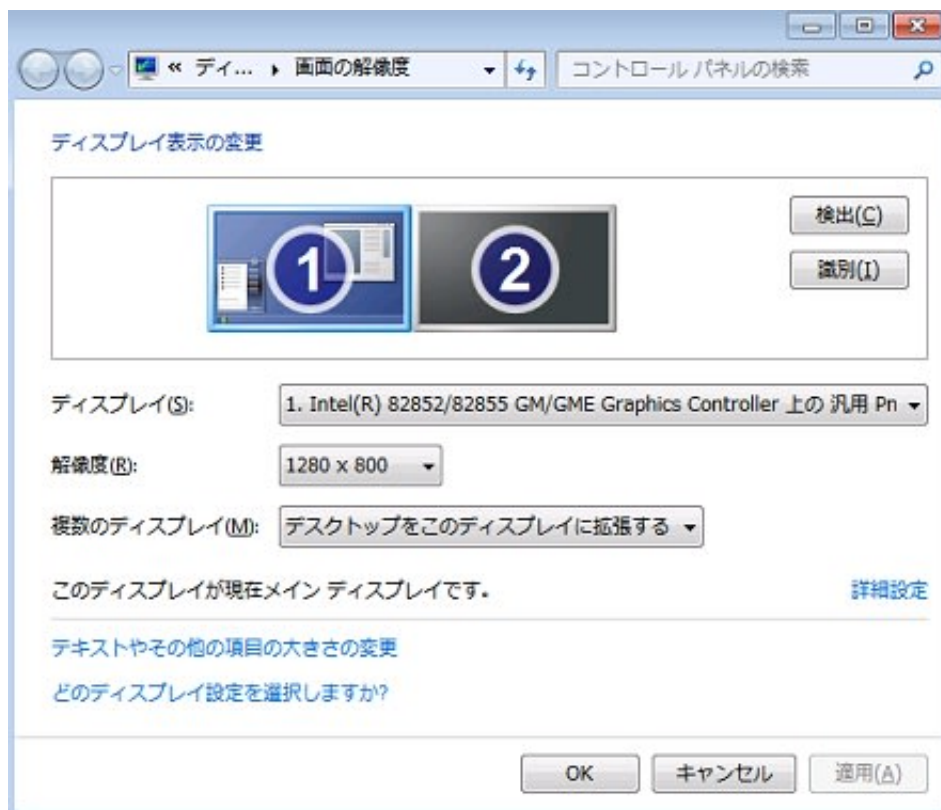 « ディ... ▸ 画面の解像度 コントロール パネルの検索
ディスプレイ表示の変更
1 2
検出(C)
識別(I)
ディスプレイ(S): 1. Intel(R) 82852/82855 GM/GME Graphics Controller 上の 汎用 Pn
解像度(R): 1280 x 800
複数のディスプレイ(M): デスクトップをこのディスプレイに拡張する
このディスプレイが現在メイン ディスプレイです。 詳細設定
テキストやその他の項目の大きさの変更
どのディスプレイ設定を選択しますか?
OK キャンセル 適用(A)